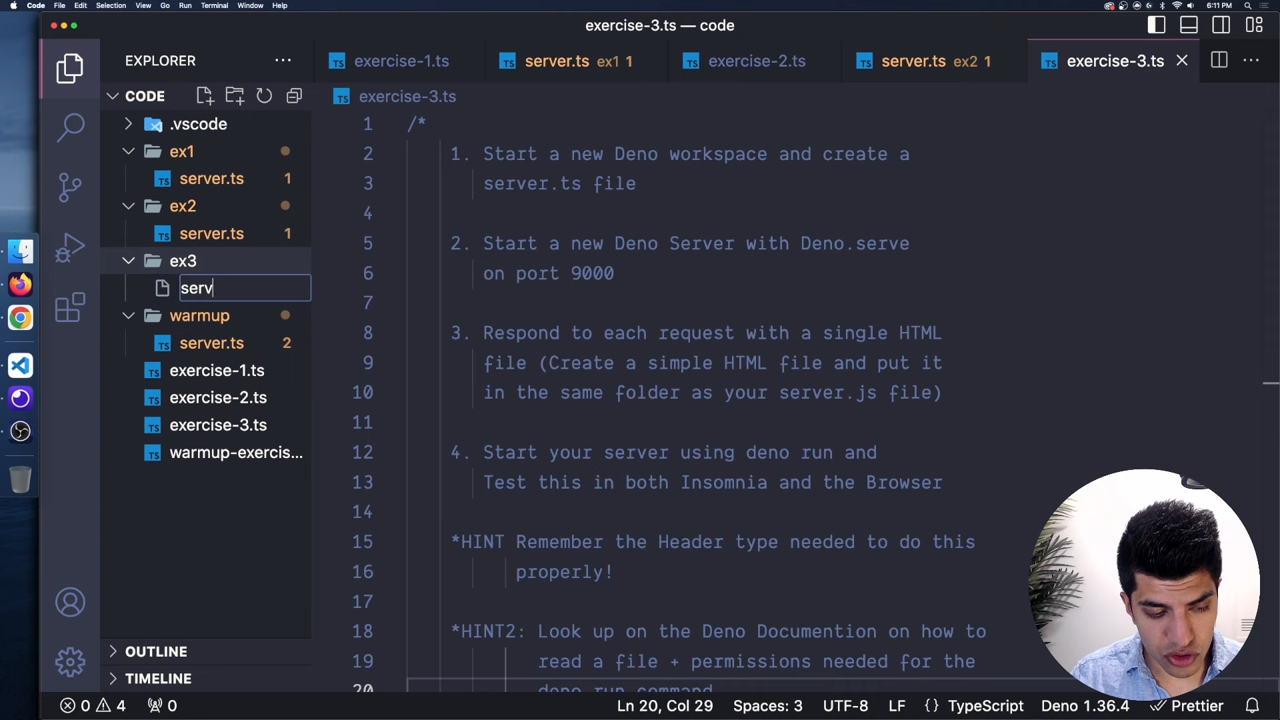 Code File Edit Selection View Go Run Terminal Window Help 6:11 PM
exercise-3.ts — code
EXPLORER
exercise-1.ts server.ts ex1 1 exercise-2.ts server.ts ex2 1 exercise-3.ts
CODE
exercise-3.ts
.vscode
ex1
server.ts 1
ex2
server.ts 1
ex3
serv
warmup
server.ts 2
exercise-1.ts
exercise-2.ts
exercise-3.ts
warmup-exercis...
OUTLINE
TIMELINE
1 /*
2 1. Start a new Deno workspace and create a
3 server.ts file
4
5 2. Start a new Deno Server with Deno.serve
6 on port 9000
7
8 3. Respond to each request with a single HTML
9 file (Create a simple HTML file and put it
10 in the same folder as your server.js file)
11
12 4. Start your server using deno run and
13 Test this in both Insomnia and the Browser
14
15 *HINT Remember the Header type needed to do this
16 properly!
17
18 *HINT2: Look up on the Deno Documention on how to
19 read a file + permissions needed for the
20 deno run command
0 4 0 Ln 20, Col 29 Spaces: 3 UTF-8 LF {} TypeScript Deno 1.36.4 Prettier